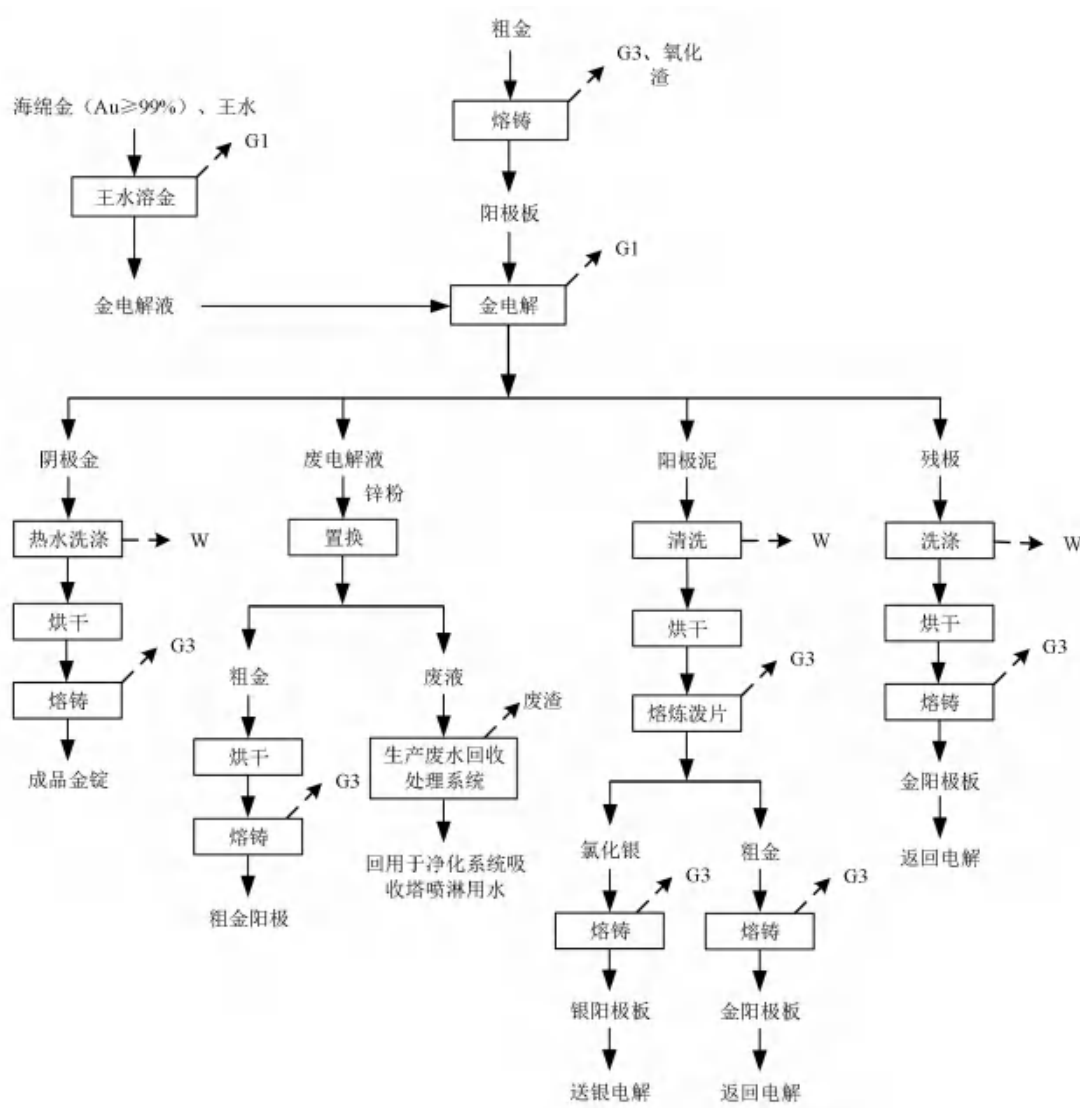 粗金
G3、氧化
渣
海绵金（Au≥99%）、王水
G1
熔铸
王水溶金
阳极板
G1
金电解液
金电解
阴极金
废电解液
阳极泥
残极
锌粉
热水洗涤
W
置换
清洗
W
洗涤
W
烘干
烘干
烘干
G3
粗金
废液
G3
G3
熔铸
废渣
熔炼泼片
熔铸
成品金锭
烘干
生产废水回收
处理系统
金阳极板
G3
熔铸
氯化银
粗金
返回电解
回用于净化系统吸
收塔喷淋用水
G3
G3
粗金阳极
熔铸
熔铸
银阳极板
金阳极板
送银电解
返回电解